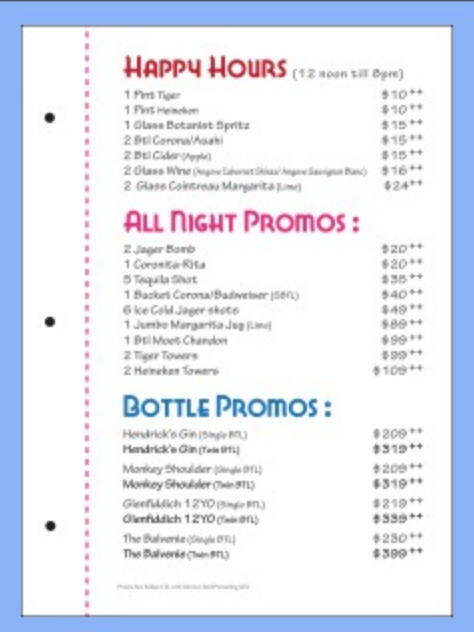 HAPPY HOURS (12 noon till 8pm)
1 Pint Tiger $10++
1 Pint Heineken $10++
1 Glass Botanist Spritz $15++
2 Btl Corona/Asahi $15++
2 Btl Cider (Apple) $15++
2 Glass Wine (Angove Cabernet Shiraz/Angove Sauvignon Blanc) $16++
2 Glass Cointreau Margarita (Lime) $24++
ALL NIGHT PROMOS :
2 Jager Bomb $20++
1 Coronita-Rita $20++
5 Tequila Shot $35++
1 Bucket Corona/Budweiser (5BTL) $40++
6 Ice Cold Jager shots $49++
1 Jumbo Margarita Jug (Lime) $89++
1 Btl Moet Chandon $99++
2 Tiger Towers $99++
2 Heineken Towers $109++
BOTTLE PROMOS :
Hendrick's Gin (Single BTL) $209++
Hendrick's Gin (Twin BTL) $319++
Monkey Shoulder (Single BTL) $209++
Monkey Shoulder (Twin BTL) $319++
Glenfiddich 12YO (Single BTL) $219++
Glenfiddich 12YO (Twin BTL) $339++
The Balvenie (Single BTL) $230++
The Balvenie (Twin BTL) $399++